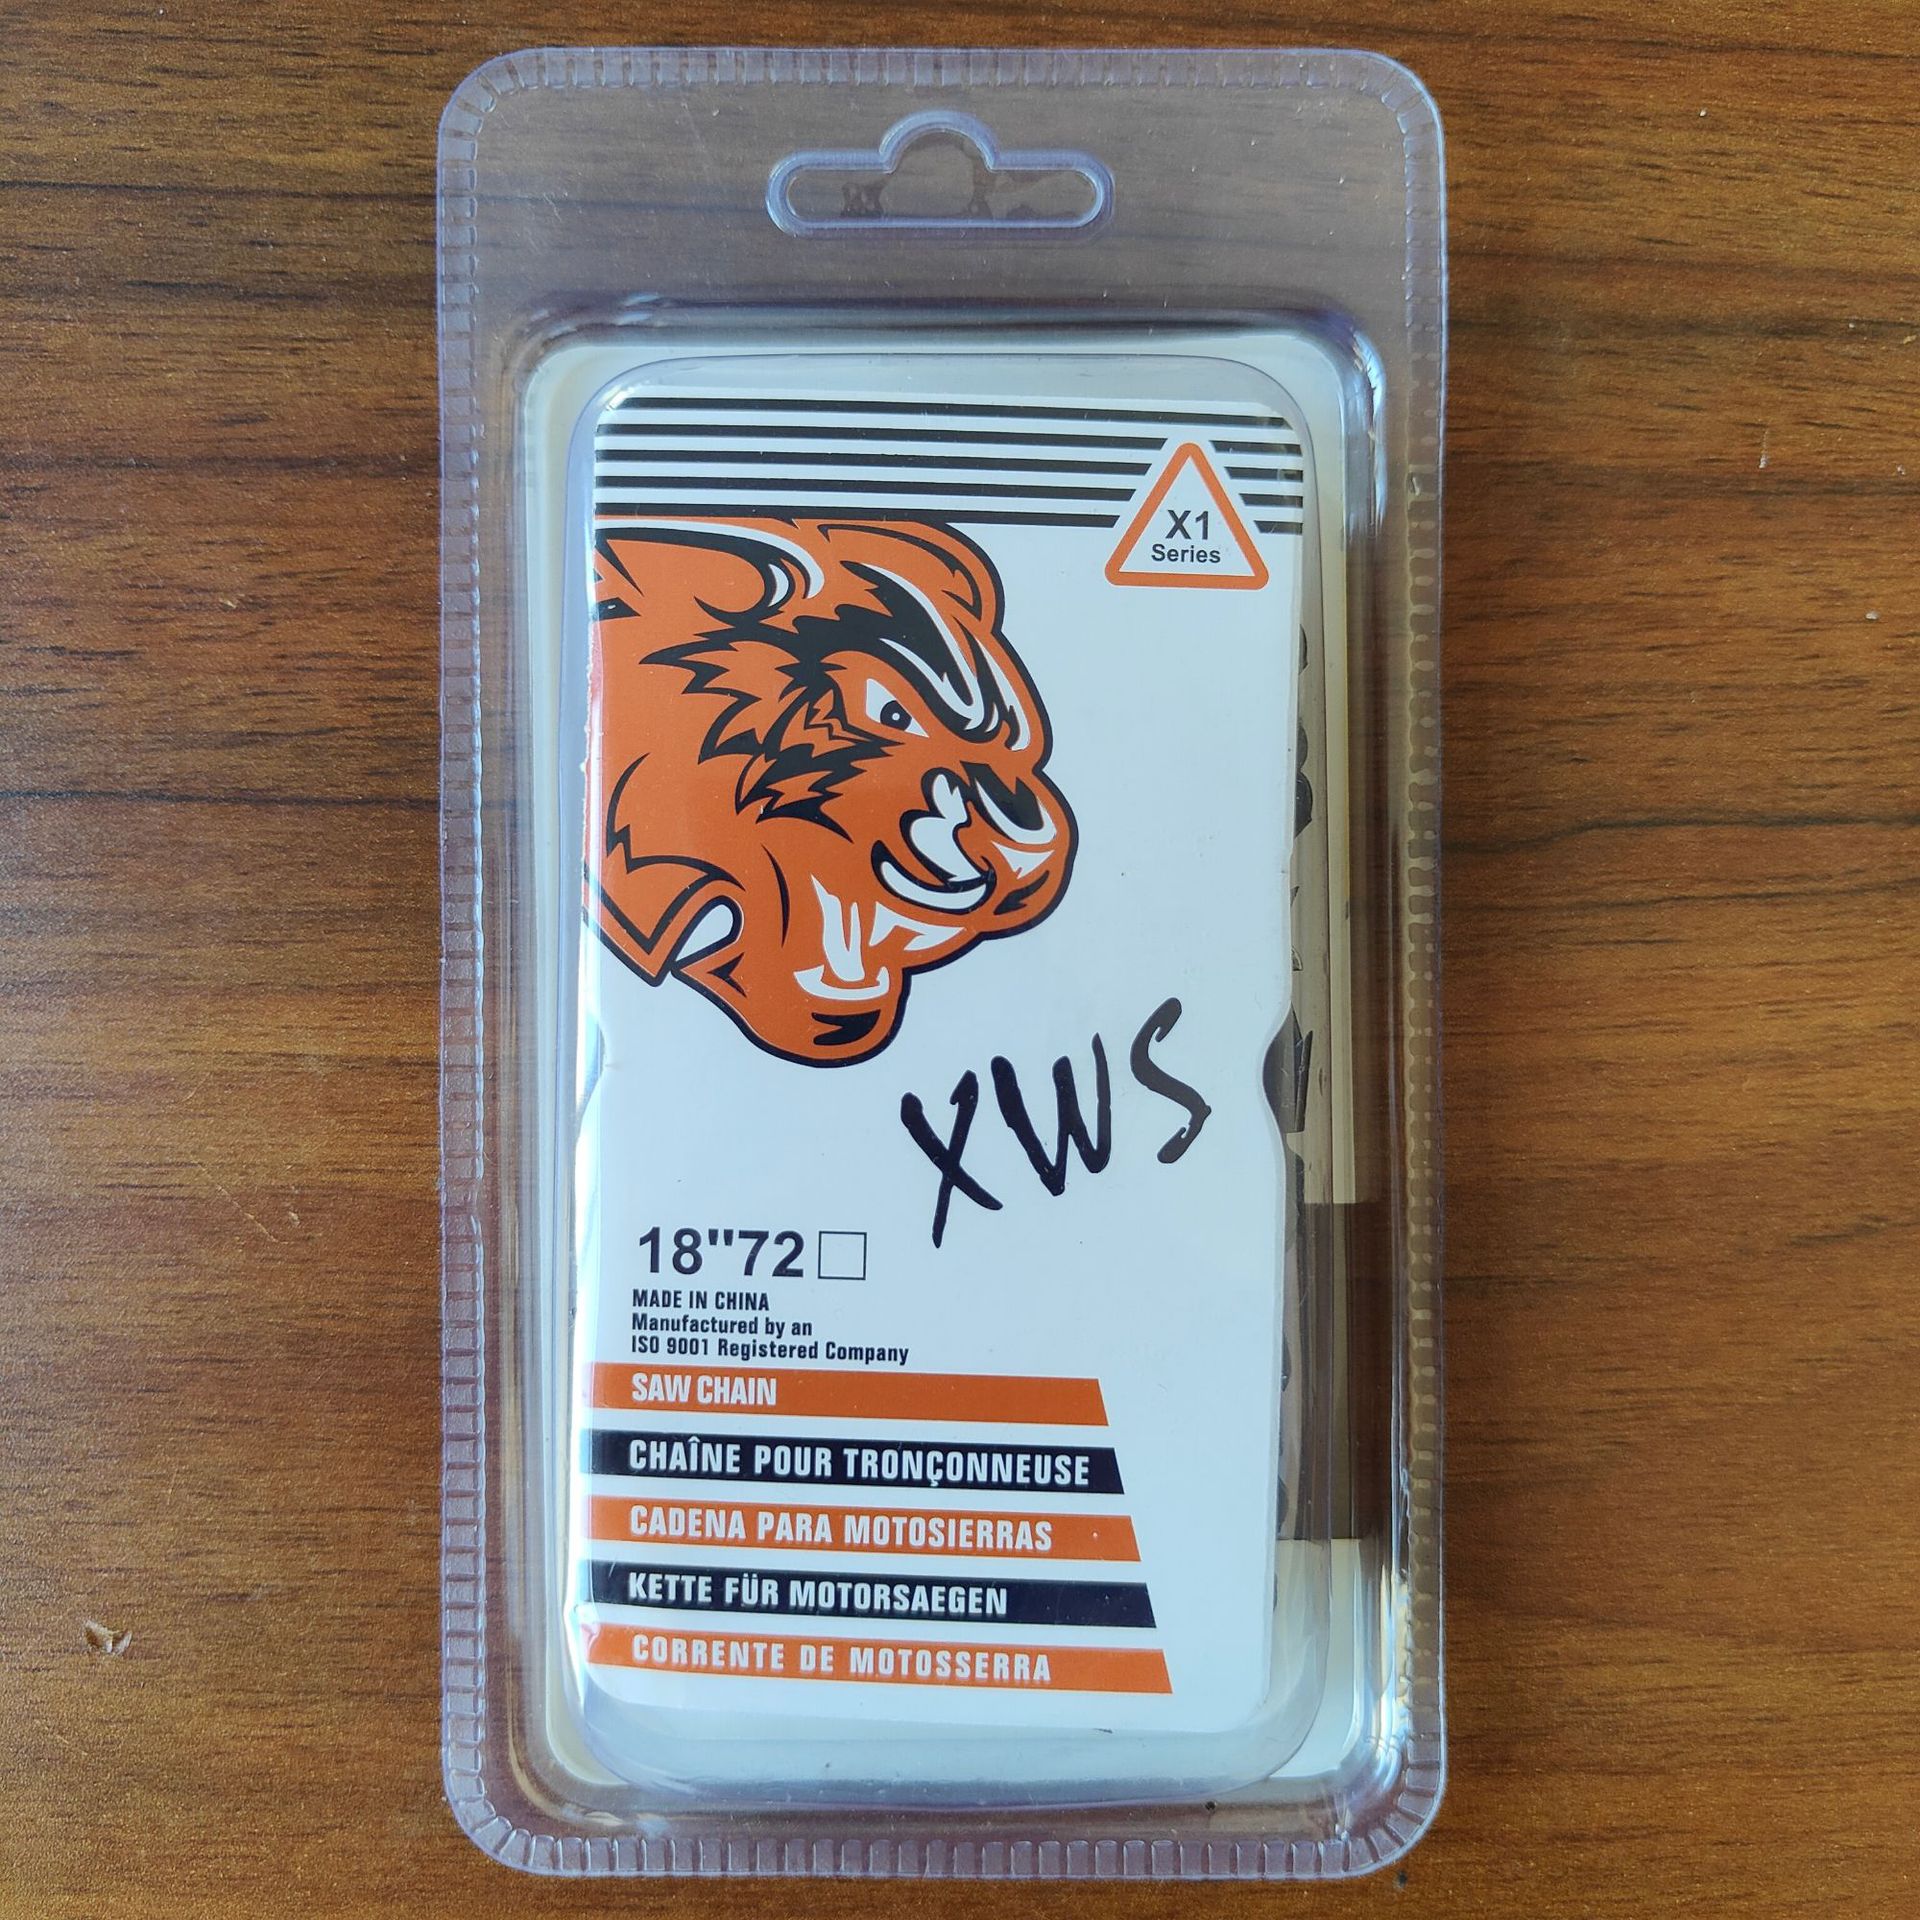 X1
Series
XWS
18"72
MADE IN CHINA
Manufactured by an
ISO 9001 Registered Company
SAW CHAIN
CHAÎNE POUR TRONÇONNEUSE
CADENA PARA MOTOSIERRAS
KETTE FÜR MOTORSAEGEN
CORRENTE DE MOTOSSERRA